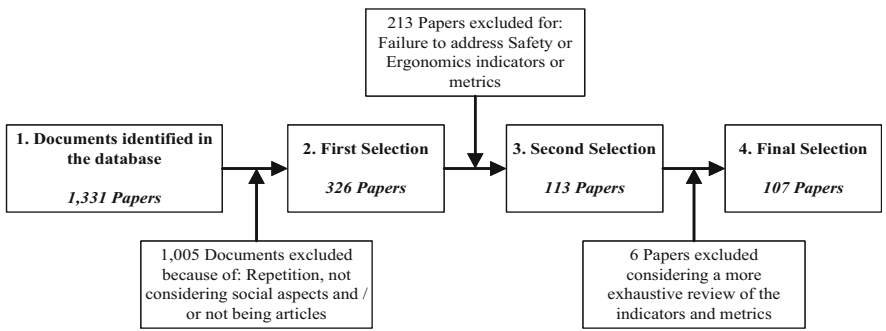 213 Papers excluded for:
Failure to address Safety or
Ergonomics indicators or
metrics
1. Documents identified in
the database
1,331 Papers
2. First Selection
326 Papers
3. Second Selection
113 Papers
4. Final Selection
107 Papers
1,005 Documents excluded
because of: Repetition, not
considering social aspects and /
or not being articles
6 Papers excluded
considering a more
exhaustive review of the
indicators and metrics